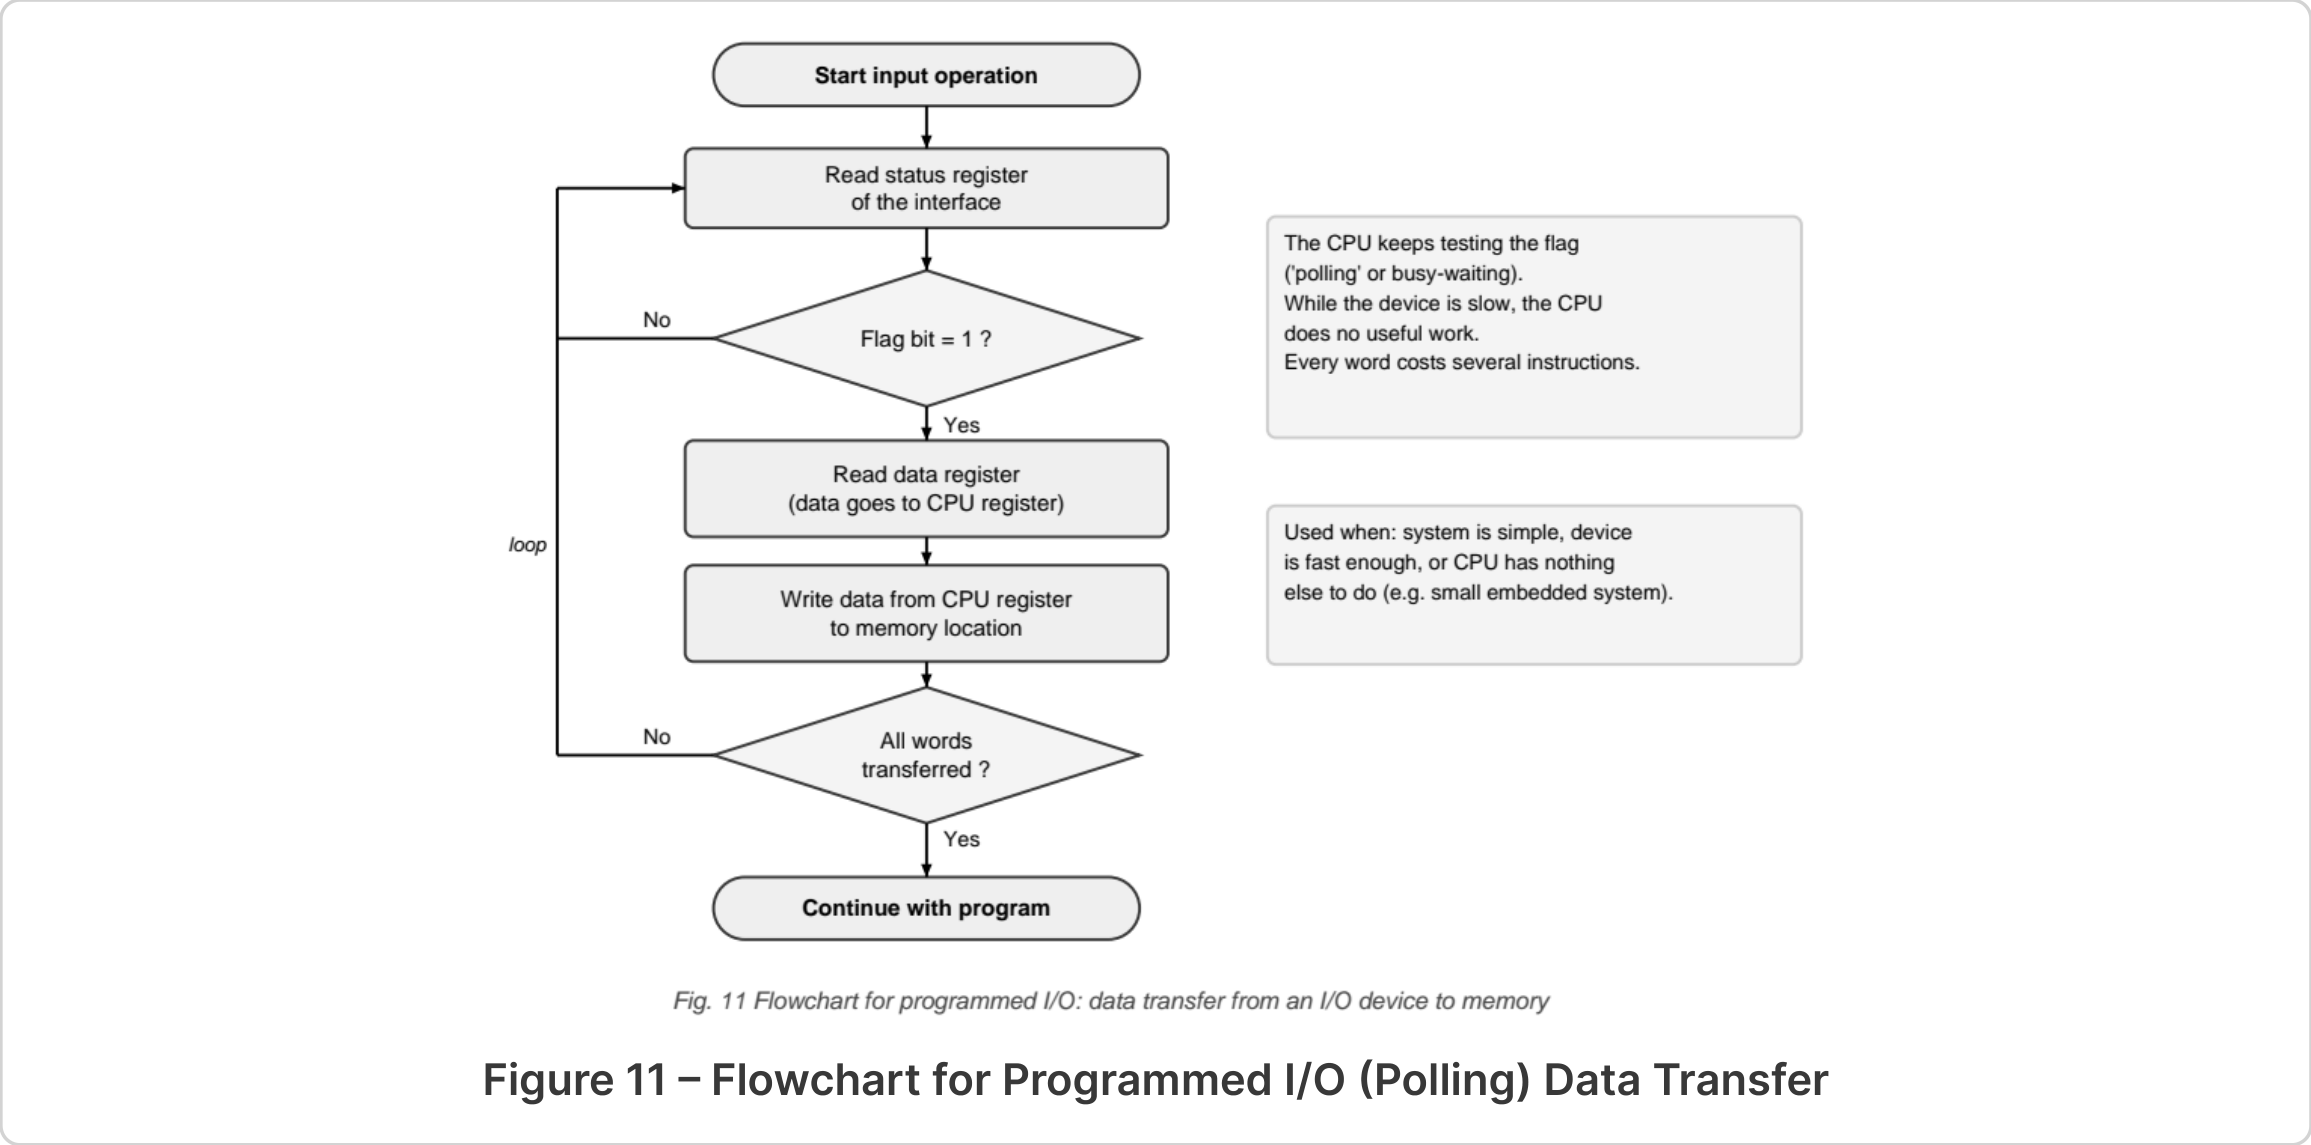 Start input operation
Read status register
of the interface
No
Flag bit = 1 ?
Yes
Read data register
(data goes to CPU register)
loop
Write data from CPU register
to memory location
No
All words
transferred ?
Yes
Continue with program
The CPU keeps testing the flag
('polling' or busy-waiting).
While the device is slow, the CPU
does no useful work.
Every word costs several instructions.
Used when: system is simple, device
is fast enough, or CPU has nothing
else to do (e.g. small embedded system).
Fig. 11 Flowchart for programmed I/O: data transfer from an I/O device to memory
Figure 11 – Flowchart for Programmed I/O (Polling) Data Transfer